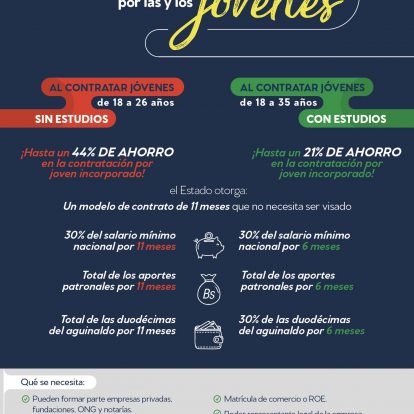 por las y los
jóvenes
AL CONTRATAR JÓVENES
de 18 a 26 años
SIN ESTUDIOS
¡Hasta un 44% DE AHORRO
en la contratación por
joven incorporado!
AL CONTRATAR JÓVENES
de 18 a 35 años
CON ESTUDIOS
¡Hasta un 21% DE AHORRO
en la contratación por
joven incorporado!
el Estado otorga:
Un modelo de contrato de 11 meses que no necesita ser visado
30% del salario mínimo
nacional por 11 meses
30% del salario mínimo
nacional por 6 meses
Total de los aportes
patronales por 11 meses
Bs
Total de los aportes
patronales por 6 meses
Total de las duodécimas
del aguinaldo por 11 meses
30% de las duodécimas
del aguinaldo por 6 meses
Qué se necesita:
Pueden formar parte empresas privadas,
fundaciones, ONG y notarías.
Matrícula de comercio o ROE.
Poder representante legal de la empresa